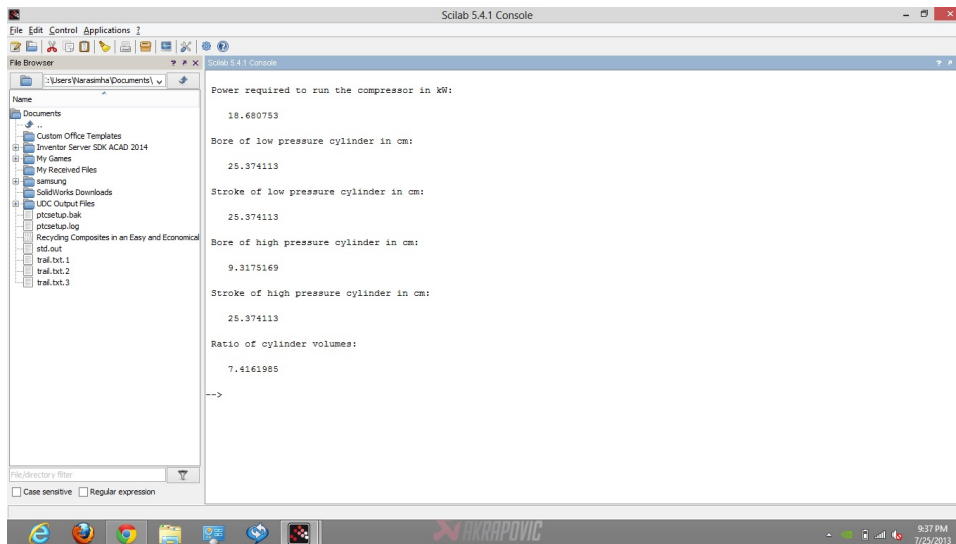 Scilab 5.4.1 Console
File Edit Control Applications ?
File Browser
Scilab 5.4.1 Console
:\Users\Narasimha\Documents\
Name
Documents
..
Custom Office Templates
Inventor Server SDK ACAD 2014
My Games
My Received Files
samsung
SolidWorks Downloads
UDC Output Files
ptcsetup.bak
ptcsetup.log
Recycling Composites in an Easy and Economical
std.out
trail.txt.1
trail.txt.2
trail.txt.3
File/directory filter
Case sensitive Regular expression
Power required to run the compressor in kW:
18.680753
Bore of low pressure cylinder in cm:
25.374113
Stroke of low pressure cylinder in cm:
25.374113
Bore of high pressure cylinder in cm:
9.3175169
Stroke of high pressure cylinder in cm:
25.374113
Ratio of cylinder volumes:
7.4161985
-->
AKRAPOVIC
9:37 PM
7/25/2013